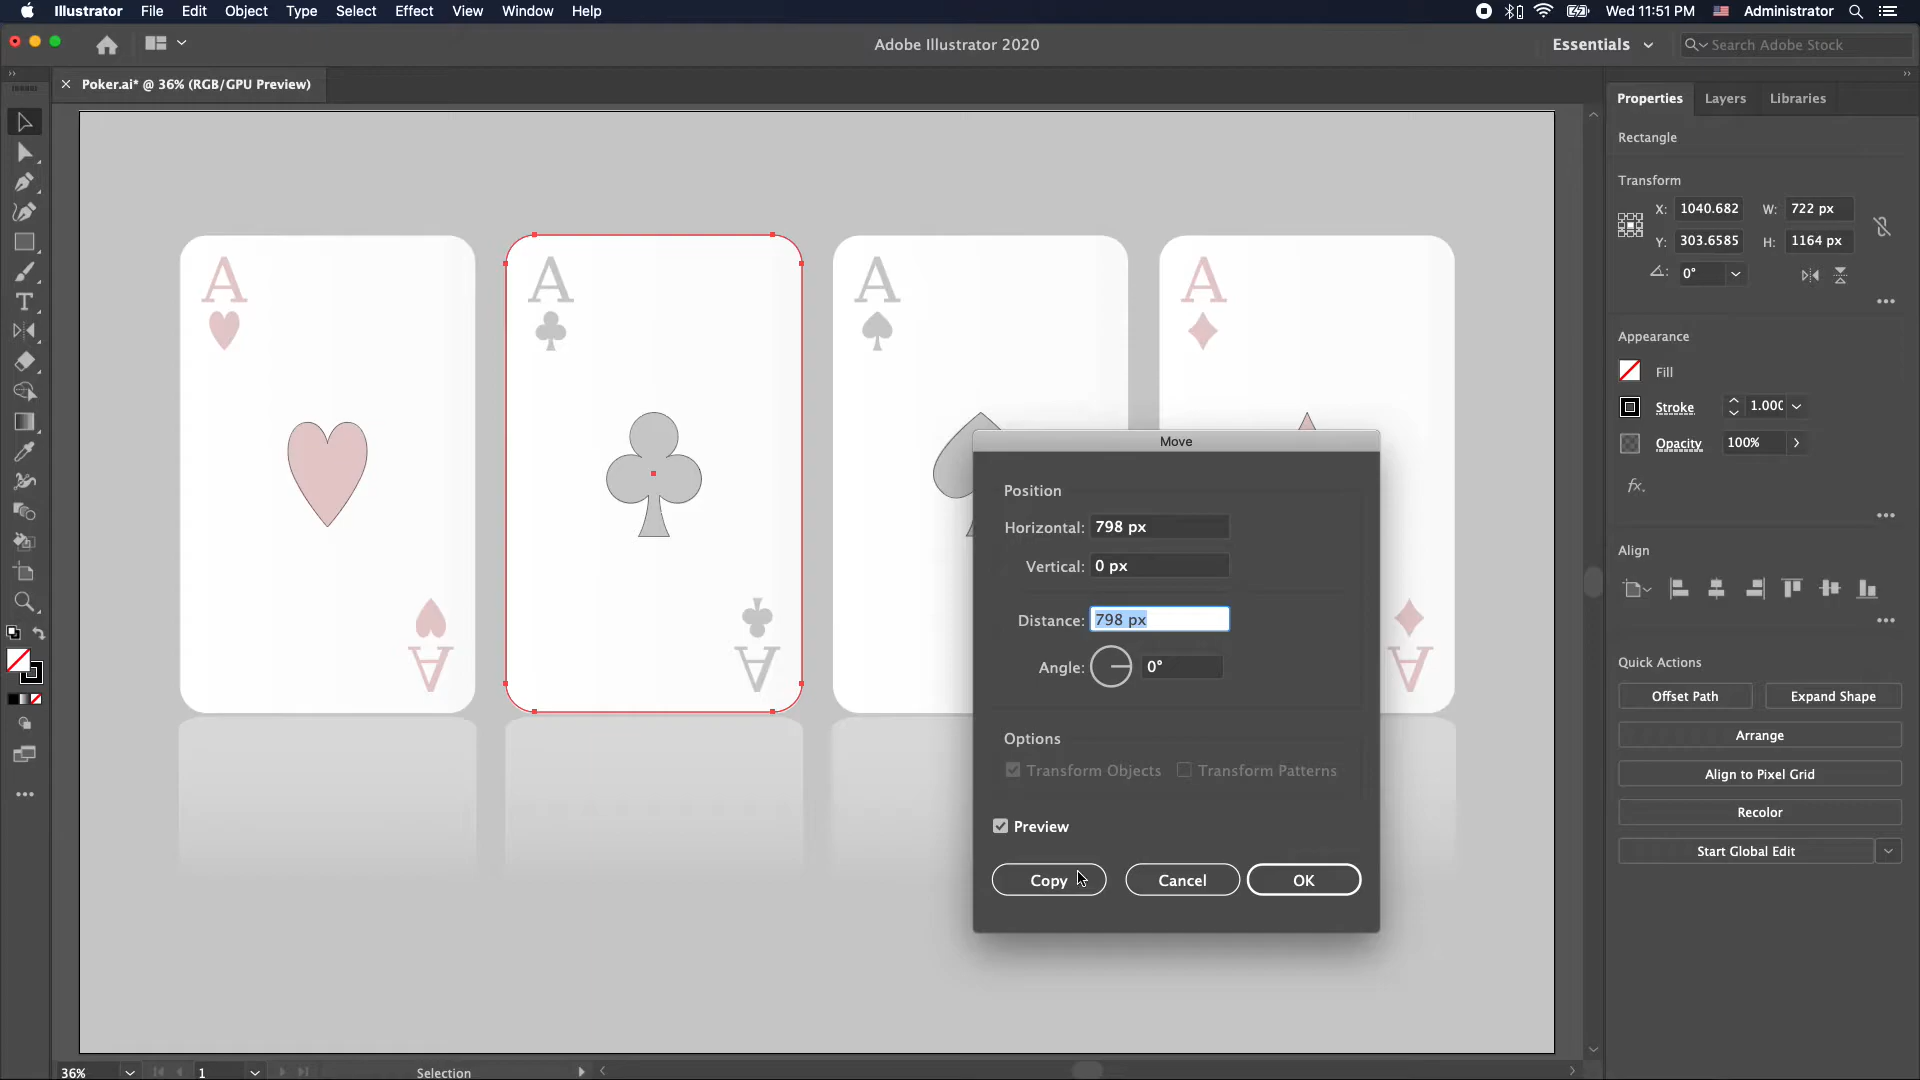 Illustrator File Edit Object Type Select Effect View Window Help
Wed 11:51 PM Administrator
Adobe Illustrator 2020
Essentials
Search Adobe Stock
Poker.ai* @ 36% (RGB/GPU Preview)
Properties Layers Libraries
Rectangle
Transform
X: 1040.682 W: 722 px
Y: 303.6585 H: 1164 px
0°
Appearance
Fill
Stroke 1.000
Opacity 100%
fx.
Align
Quick Actions
Offset Path Expand Shape
Arrange
Align to Pixel Grid
Recolor
Start Global Edit
A A A A
A A A
Move
Position
Horizontal: 798 px
Vertical: 0 px
Distance: 798 px
Angle: 0°
Options
Transform Objects Transform Patterns
Preview
Copy Cancel OK
36% 1 Selection